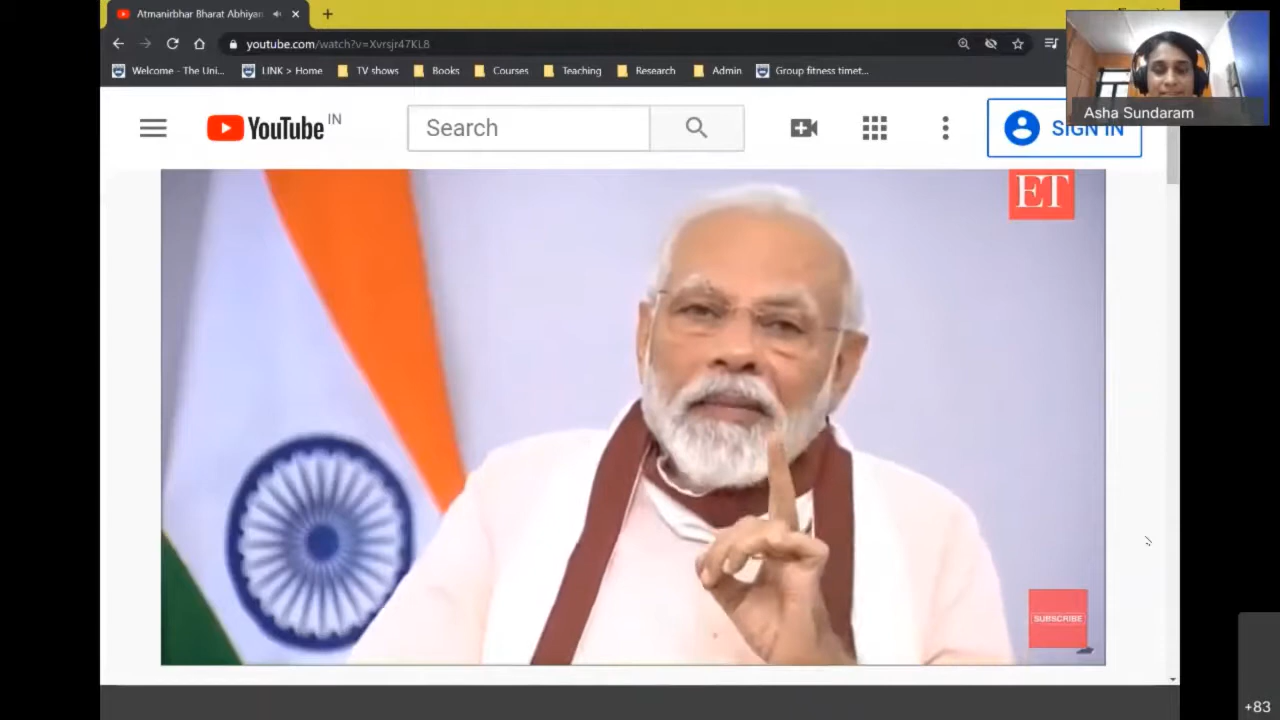 Atmanirbhar Bharat Abhiyan
youtube.com/watch?v=Xvrsjr47KL8
Welcome - The Uni... LINK > Home TV shows Books Courses Teaching Research Admin Group fitness timet...
Asha Sundaram
YouTube IN Search SIGN IN
ET
SUBSCRIBE
+83